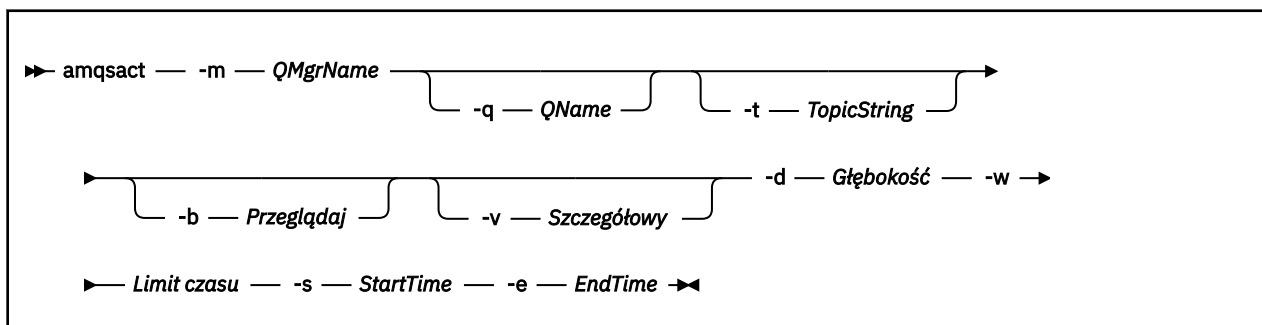 amqsact -m QMgrName
-q QName -t TopicString
-d Głębokość -w
-b Przeglądaj -v Szczegółowy
Limit czasu -s StartTime -e EndTime